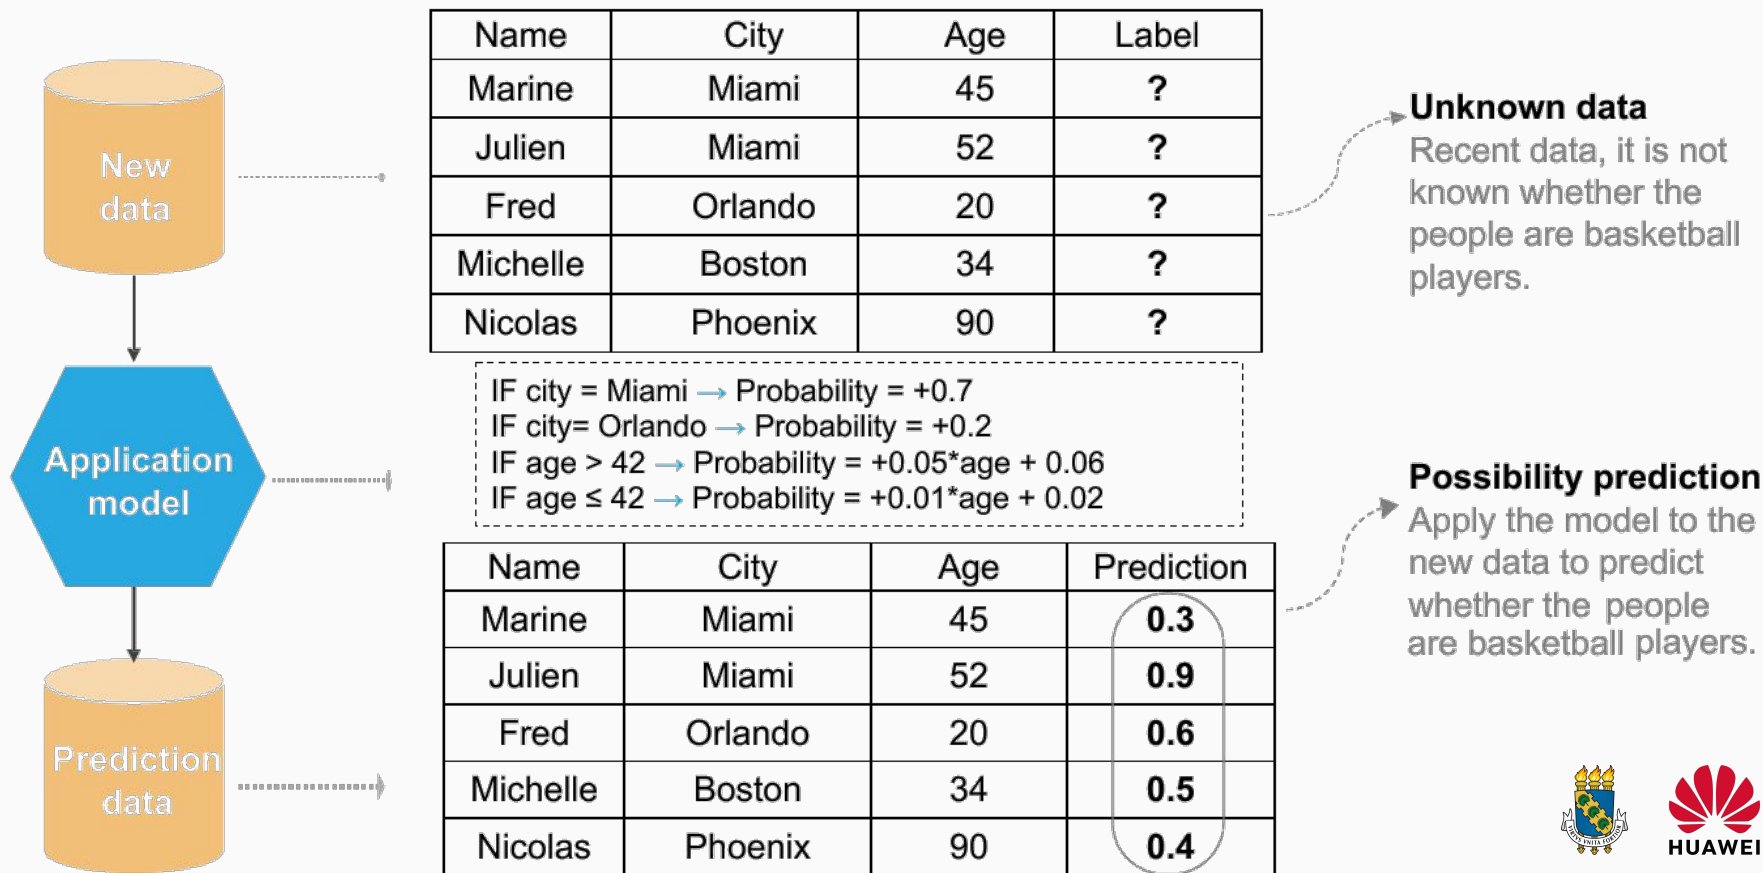 New
data
Name City Age Label
Marine Miami 45 ?
Julien Miami 52 ?
Fred Orlando 20 ?
Michelle Boston 34 ?
Nicolas Phoenix 90 ?
Unknown data
Recent data, it is not
known whether the
people are basketball
players.
Application
model
IF city = Miami → Probability = +0.7
IF city= Orlando → Probability = +0.2
IF age > 42 → Probability = +0.05*age + 0.06
IF age ≤ 42 → Probability = +0.01*age + 0.02
Possibility prediction
Apply the model to the
new data to predict
whether the people
are basketball players.
Prediction
data
Name City Age Prediction
Marine Miami 45 0.3
Julien Miami 52 0.9
Fred Orlando 20 0.6
Michelle Boston 34 0.5
Nicolas Phoenix 90 0.4
VIRTVS VNITA FORTIOR
HUAWEI